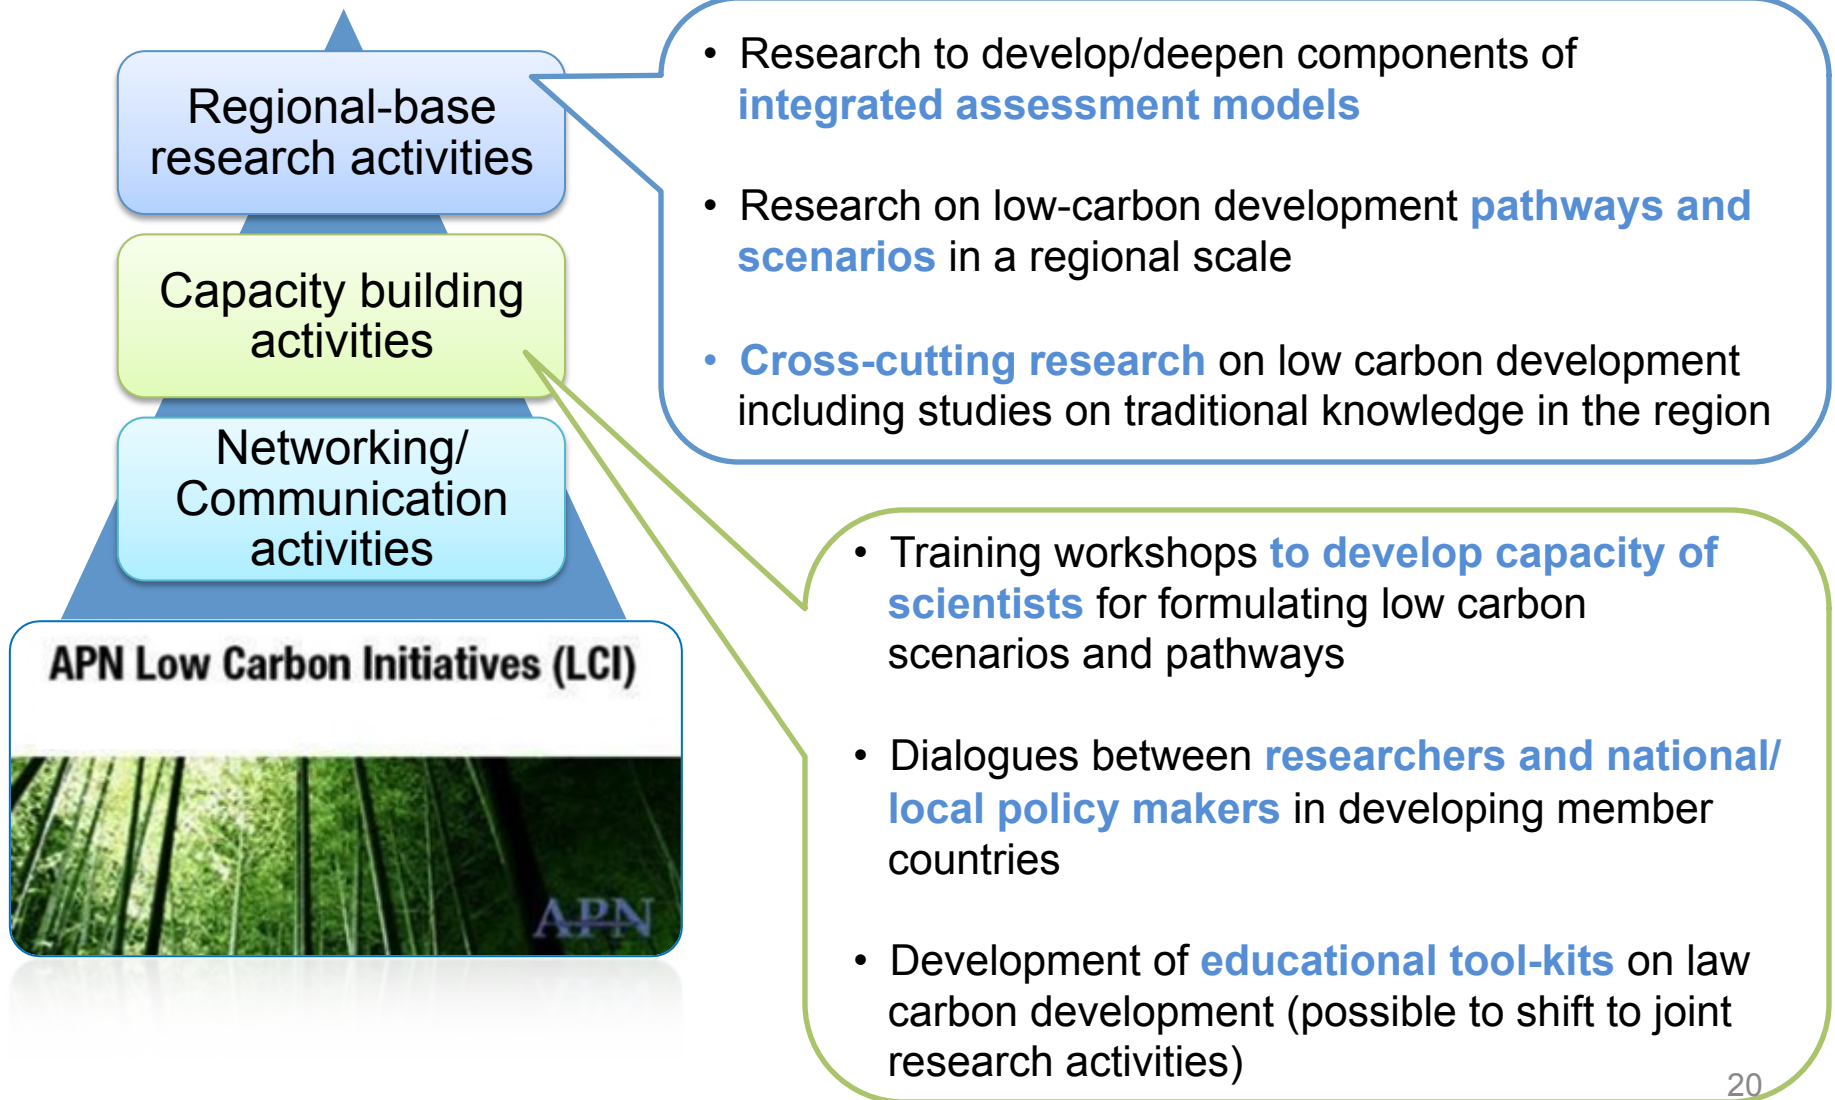 Regional-base
research activities
Capacity building
activities
Networking/
Communication
activities
APN Low Carbon Initiatives (LCI)
APN
• Research to develop/deepen components of
integrated assessment models
• Research on low-carbon development pathways and
scenarios in a regional scale
• Cross-cutting research on low carbon development
including studies on traditional knowledge in the region
• Training workshops to develop capacity of
scientists for formulating low carbon
scenarios and pathways
• Dialogues between researchers and national/
local policy makers in developing member
countries
• Development of educational tool-kits on law
carbon development (possible to shift to joint
research activities)
20